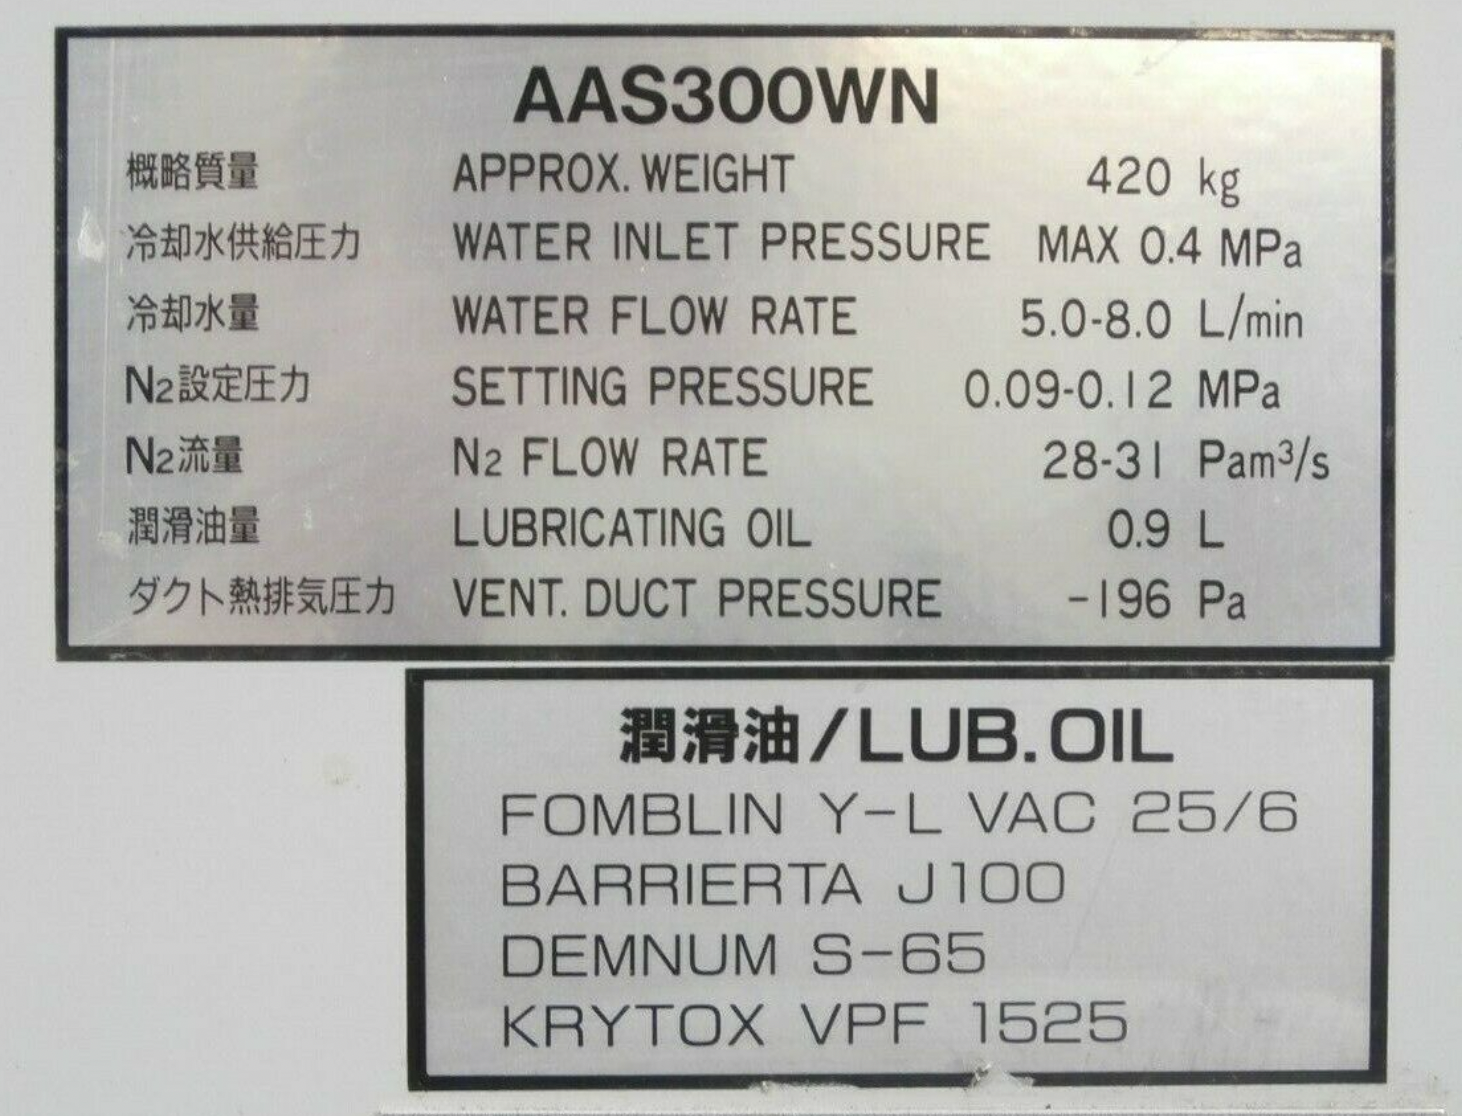 AAS300WN
概略質量 APPROX. WEIGHT 420 kg
冷却水供給圧力 WATER INLET PRESSURE MAX 0.4 MPa
冷却水量 WATER FLOW RATE 5.0-8.0 L/min
N2設定圧力 SETTING PRESSURE 0.09-0.12 MPa
N2流量 N2 FLOW RATE 28-31 Pam³/s
潤滑油量 LUBRICATING OIL 0.9 L
ダクト熱排気圧力 VENT. DUCT PRESSURE -196 Pa
潤滑油/LUB.OIL
FOMBLIN Y-L VAC 25/6
BARRIERTA J100
DEMNUM S-65
KRYTOX VPF 1525